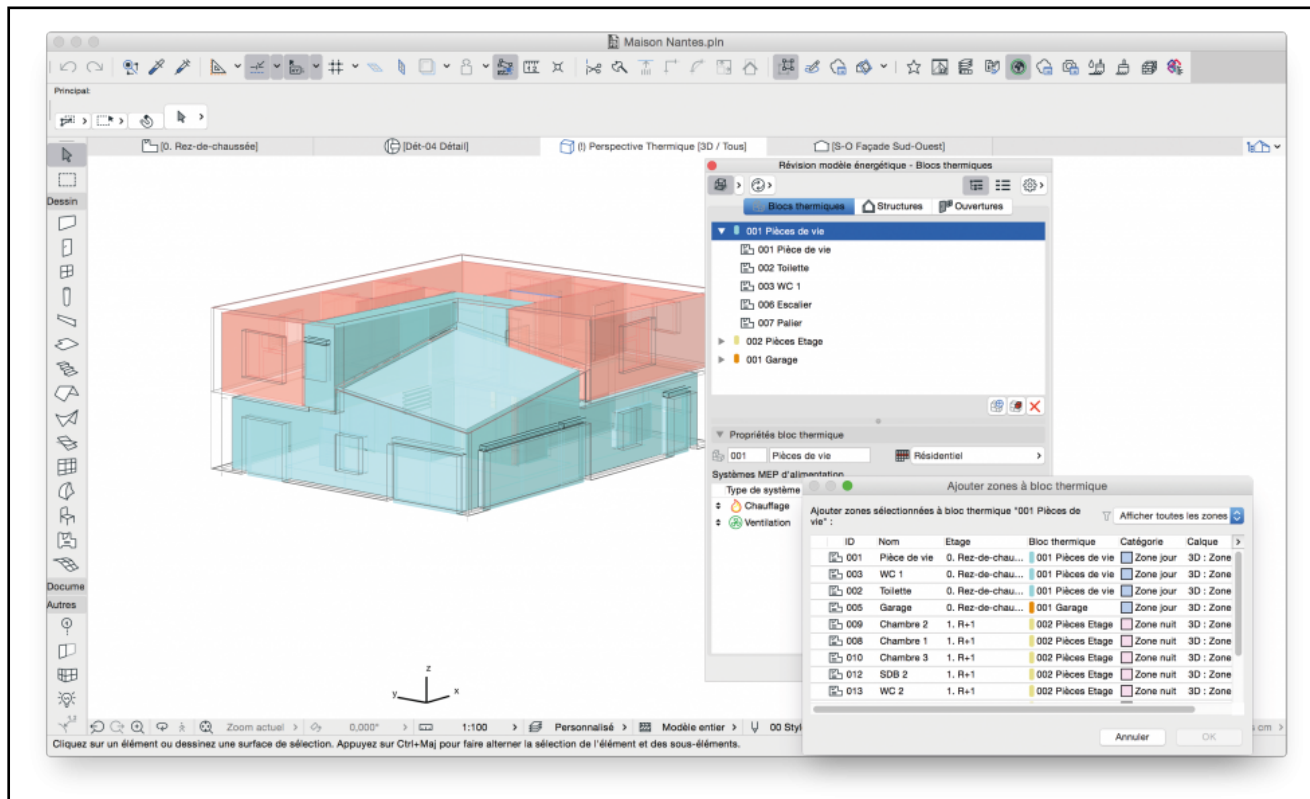 Maison Nantes.pln
Principal:
[0. Rez-de-chaussée]
[Dét-04 Détail]
(!) Perspective Thermique [3D / Tous]
[S-O Façade Sud-Ouest]
Dessin
Docume
Autres
Révision modèle énergétique - Blocs thermiques
Blocs thermiques Structures Ouvertures
001 Pièces de vie
001 Pièce de vie
002 Toilette
003 WC 1
006 Escalier
007 Palier
002 Pièces Etage
001 Garage
Propriétés bloc thermique
001 Pièces de vie Résidentiel
Systèmes MEP d'alimentation
Type de système
Chauffage
Ventilation
Ajouter zones à bloc thermique
Ajouter zones sélectionnées à bloc thermique "001 Pièces de
vie" :
Afficher toutes les zones
ID Nom Etage Bloc thermique Catégorie Calque
001 Pièce de vie 0. Rez-de-chau... 001 Pièces de vie Zone jour 3D : Zone
003 WC 1 0. Rez-de-chau... 001 Pièces de vie Zone jour 3D : Zone
002 Toilette 0. Rez-de-chau... 001 Pièces de vie Zone jour 3D : Zone
005 Garage 0. Rez-de-chau... 001 Garage Zone jour 3D : Zone
009 Chambre 2 1. R+1 002 Pièces Etage Zone nuit 3D : Zone
008 Chambre 1 1. R+1 002 Pièces Etage Zone nuit 3D : Zone
010 Chambre 3 1. R+1 002 Pièces Etage Zone nuit 3D : Zone
012 SDB 2 1. R+1 002 Pièces Etage Zone nuit 3D : Zone
013 WC 2 1. R+1 002 Pièces Etage Zone nuit 3D : Zone
Annuler OK
z
y x
Zoom actuel 0,000° 1:100 Personnalisé Modèle entier 00 Styl
cm
Cliquez sur un élément ou dessinez une surface de sélection. Appuyez sur Ctrl+Maj pour faire alterner la sélection de l'élément et des sous-éléments.